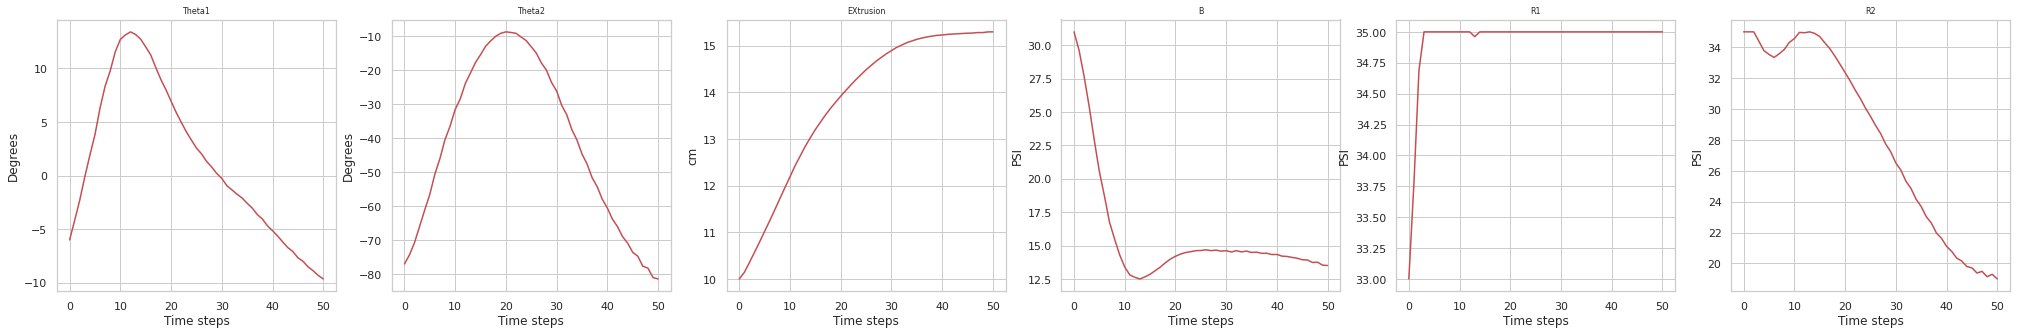 Theta1
Degrees
10
5
0
−5
−10
0 10 20 30 40 50
Time steps
Theta2
Degrees
−10
−20
−30
−40
−50
−60
−70
−80
0 10 20 30 40 50
Time steps
EXtrusion
cm
15
14
13
12
11
10
0 10 20 30 40 50
Time steps
B
PSI
30.0
27.5
25.0
22.5
20.0
17.5
15.0
12.5
0 10 20 30 40 50
Time steps
R1
PSI
35.00
34.75
34.50
34.25
34.00
33.75
33.50
33.25
33.00
0 10 20 30 40 50
Time steps
R2
PSI
34
32
30
28
26
24
22
20
0 10 20 30 40 50
Time steps